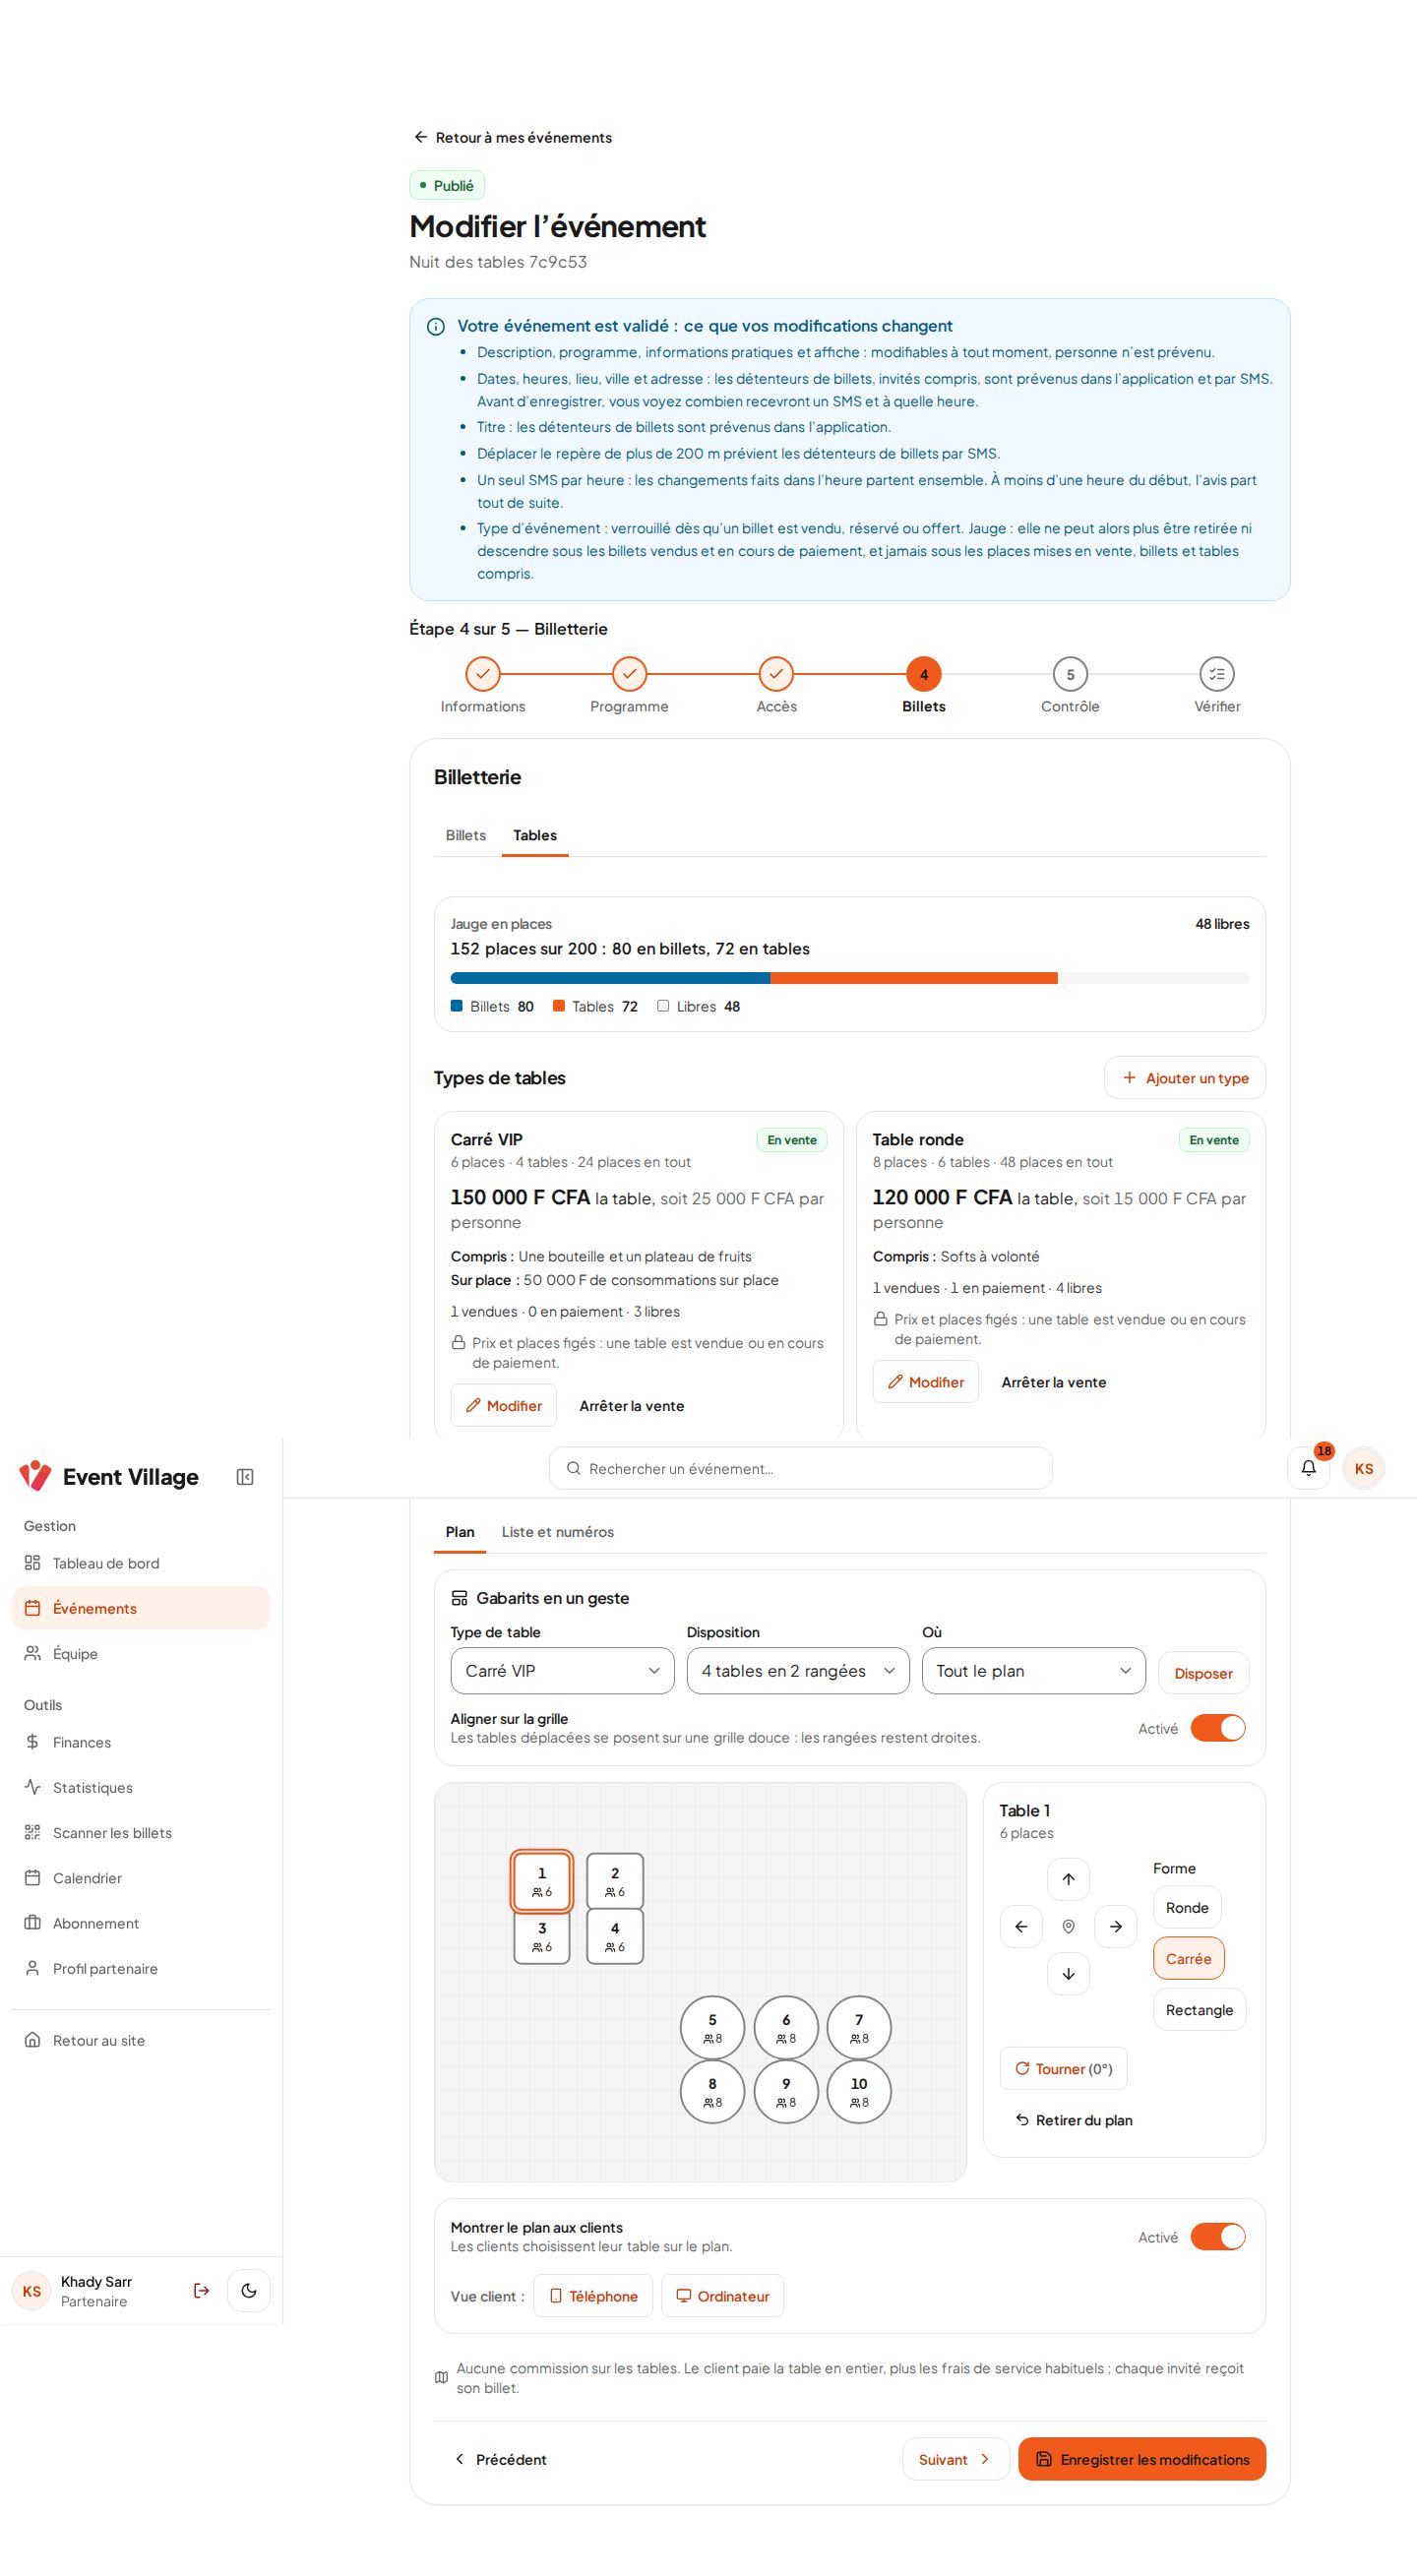 Retour à mes événements
Publié
Modifier l’événement
Nuit des tables 7c9c53
Votre événement est validé : ce que vos modifications changent
Description, programme, informations pratiques et affiche : modifiables à tout moment, personne n’est prévenu.
Dates, heures, lieu, ville et adresse : les détenteurs de billets, invités compris, sont prévenus dans l’application et par SMS.
Avant d’enregistrer, vous voyez combien recevront un SMS et à quelle heure.
Titre : les détenteurs de billets sont prévenus dans l’application.
Déplacer le repère de plus de 200 m prévient les détenteurs de billets par SMS.
Un seul SMS par heure : les changements faits dans l’heure partent ensemble. À moins d’une heure du début, l’avis part
tout de suite.
Type d’événement : verrouillé dès qu’un billet est vendu, réservé ou offert. Jauge : elle ne peut alors plus être retirée ni
descendre sous les billets vendus et en cours de paiement, et jamais sous les places mises en vente, billets et tables
compris.
Étape 4 sur 5 — Billetterie
4
5
Informations
Programme
Accès
Billets
Contrôle
Vérifier
Billetterie
Billets
Tables
Jauge en places
48 libres
152 places sur 200 : 80 en billets, 72 en tables
Billets 80
Tables 72
Libres 48
Types de tables
Ajouter un type
Carré VIP
En vente
6 places · 4 tables · 24 places en tout
150 000 F CFA la table, soit 25 000 F CFA par
personne
Compris : Une bouteille et un plateau de fruits
Sur place : 50 000 F de consommations sur place
1 vendues · 0 en paiement · 3 libres
Prix et places figés : une table est vendue ou en cours
de paiement.
Modifier
Arrêter la vente
Table ronde
En vente
8 places · 6 tables · 48 places en tout
120 000 F CFA la table, soit 15 000 F CFA par
personne
Compris : Softs à volonté
1 vendues · 1 en paiement · 4 libres
Prix et places figés : une table est vendue ou en cours
de paiement.
Modifier
Arrêter la vente
Event Village
Rechercher un événement…
18
KS
Gestion
Tableau de bord
Événements
Équipe
Outils
Finances
Statistiques
Scanner les billets
Calendrier
Abonnement
Profil partenaire
Retour au site
KS
Khady Sarr
Partenaire
Plan
Liste et numéros
Gabarits en un geste
Type de table
Disposition
Où
Carré VIP
4 tables en 2 rangées
Tout le plan
Disposer
Aligner sur la grille
Les tables déplacées se posent sur une grille douce : les rangées restent droites.
Activé
1
6
2
6
3
6
4
6
5
8
6
8
7
8
8
8
9
8
10
8
Table 1
6 places
Forme
Ronde
Carrée
Rectangle
Tourner (0°)
Retirer du plan
Montrer le plan aux clients
Les clients choisissent leur table sur le plan.
Activé
Vue client :
Téléphone
Ordinateur
Aucune commission sur les tables. Le client paie la table en entier, plus les frais de service habituels ; chaque invité reçoit
son billet.
Précédent
Suivant
Enregistrer les modifications